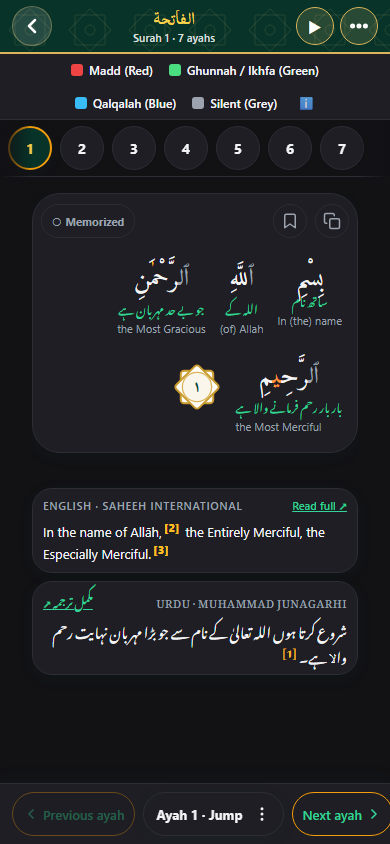 الفاتحة
Surah 1 · 7 ayahs
Madd (Red) Ghunnah / Ikhfa (Green)
Qalqalah (Blue) Silent (Grey) i
1 2 3 4 5 6 7
Memorized
بِسْمِ ٱللَّهِ ٱلرَّحْمَٰنِ
ساتھ نام اللہ کے جو بے حد مہربان ہے
In (the) name (of) Allah the Most Gracious
ٱلرَّحِيمِ ١
بار بار رحم فرمانے والا ہے
the Most Merciful
ENGLISH · SAHEEH INTERNATIONAL Read full ↗
In the name of Allāh,[2] the Entirely Merciful, the
Especially Merciful.[3]
URDU · MUHAMMAD JUNAGARHI مکمل ترجمہ ↗
شروع کرتا ہوں اللہ تعالیٰ کے نام سے جو بڑا مہربان نہایت رحم
والا ہے۔ [1]
Previous ayah Ayah 1 · Jump Next ayah